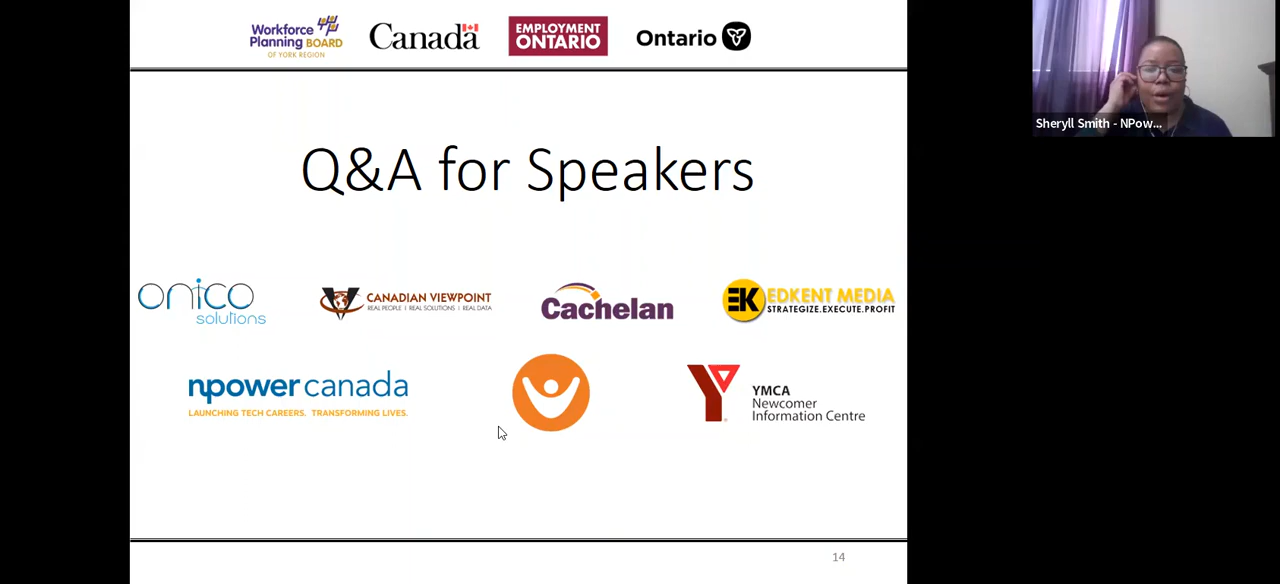 Workforce
Planning BOARD
OF YORK REGION
Canada
EMPLOYMENT
ONTARIO
Ontario
Sheryll Smith - NPow...
Q&A for Speakers
onico
solutions
CANADIAN VIEWPOINT
REAL PEOPLE | REAL SOLUTIONS | REAL DATA
Cachelan
EK
EDKENT MEDIA
STRATEGIZE.EXECUTE.PROFIT
npower canada
LAUNCHING TECH CAREERS. TRANSFORMING LIVES.
YMCA
Newcomer
Information Centre
14